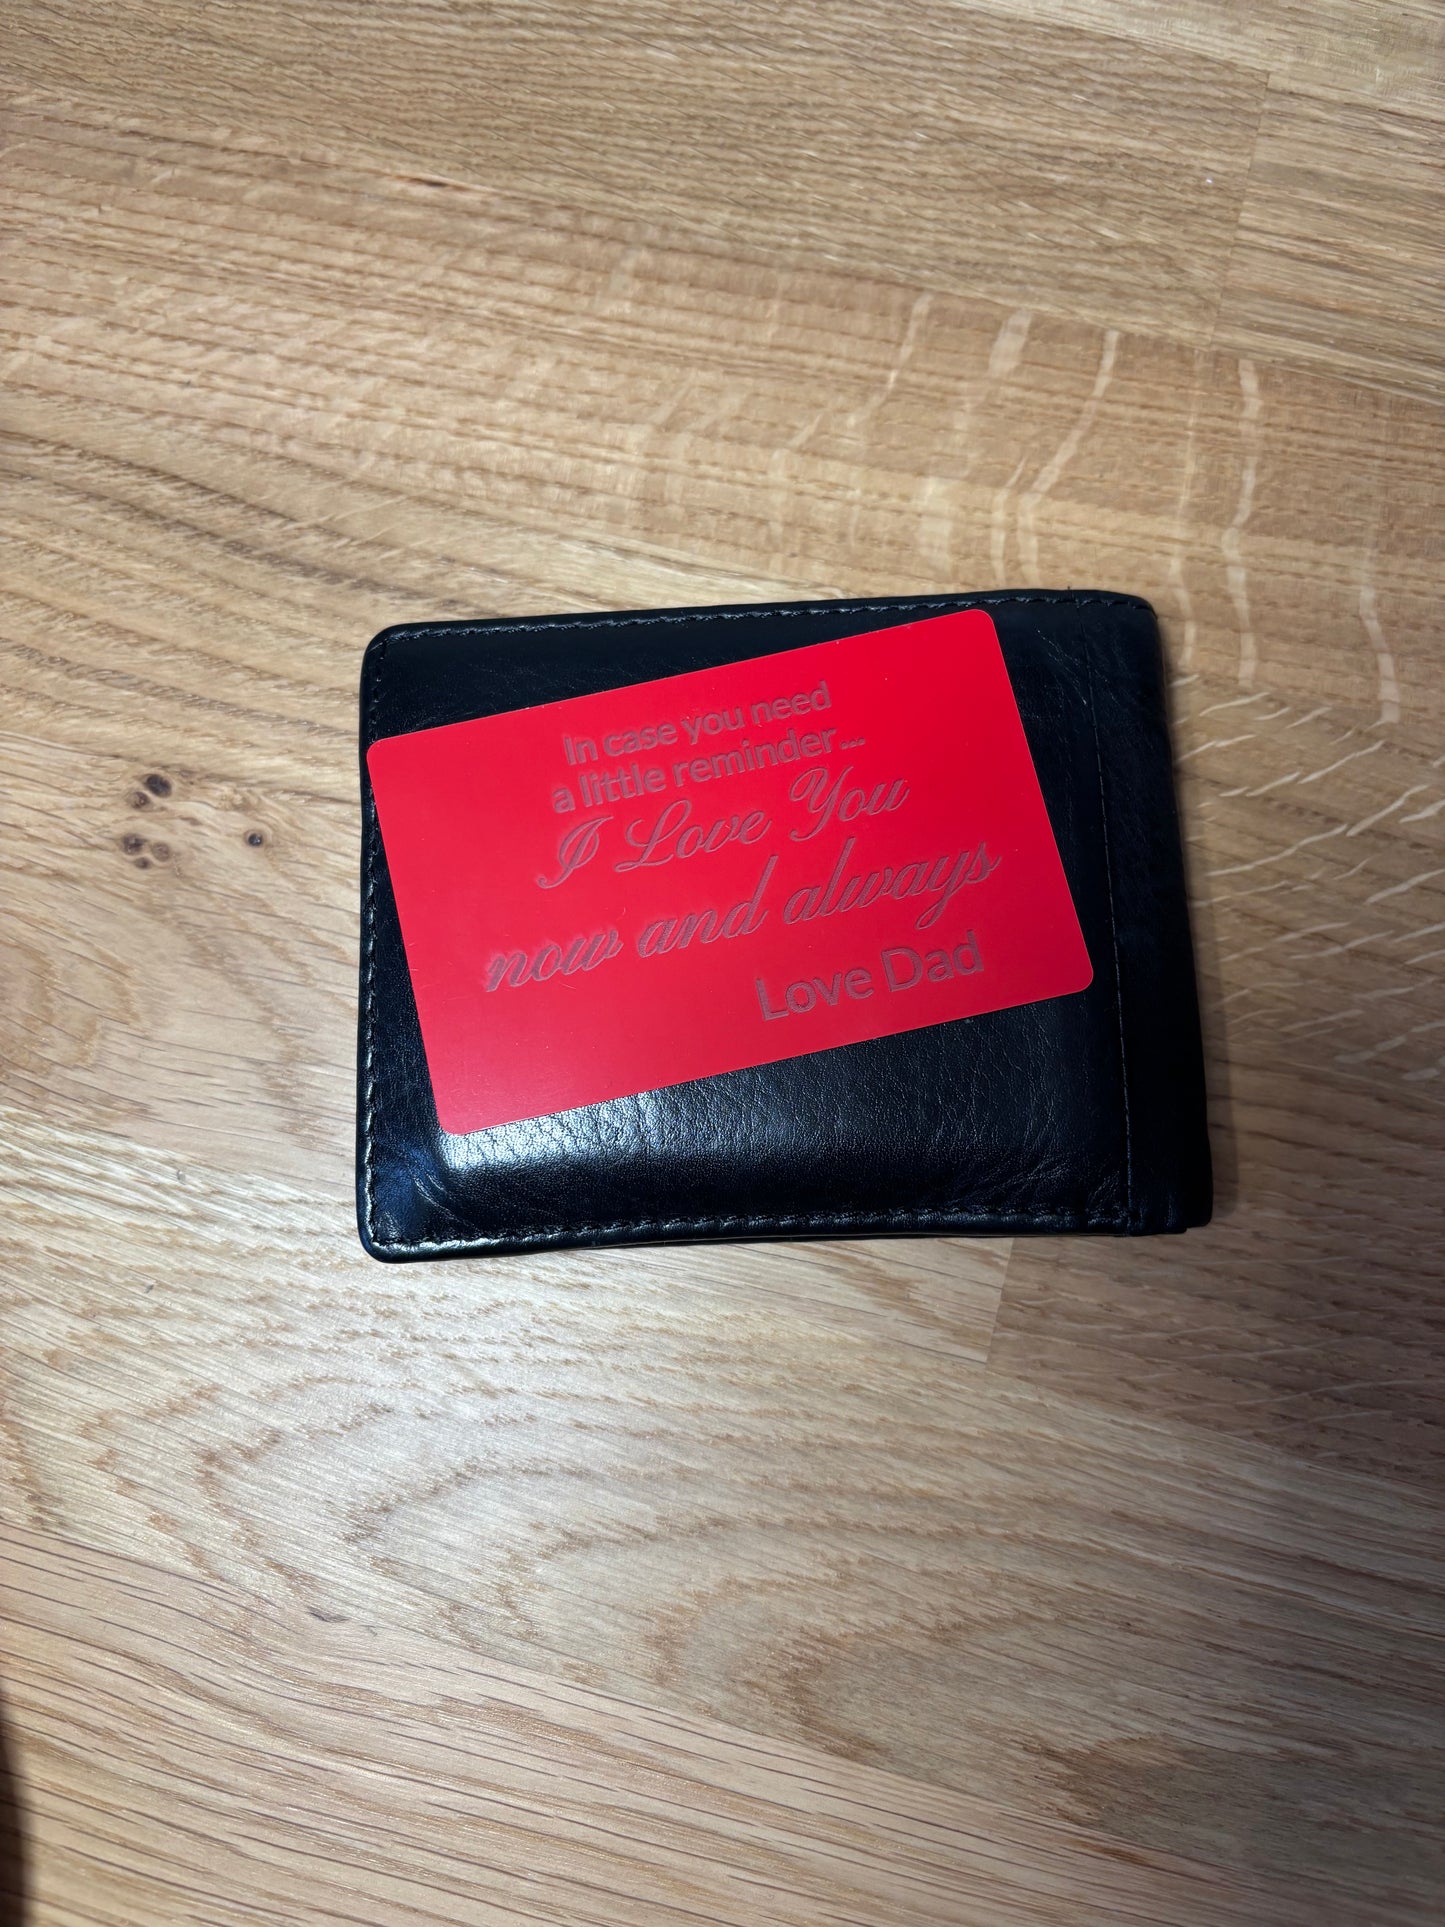 In case you need
a little reminder...
I Love You
now and always
Love Dad